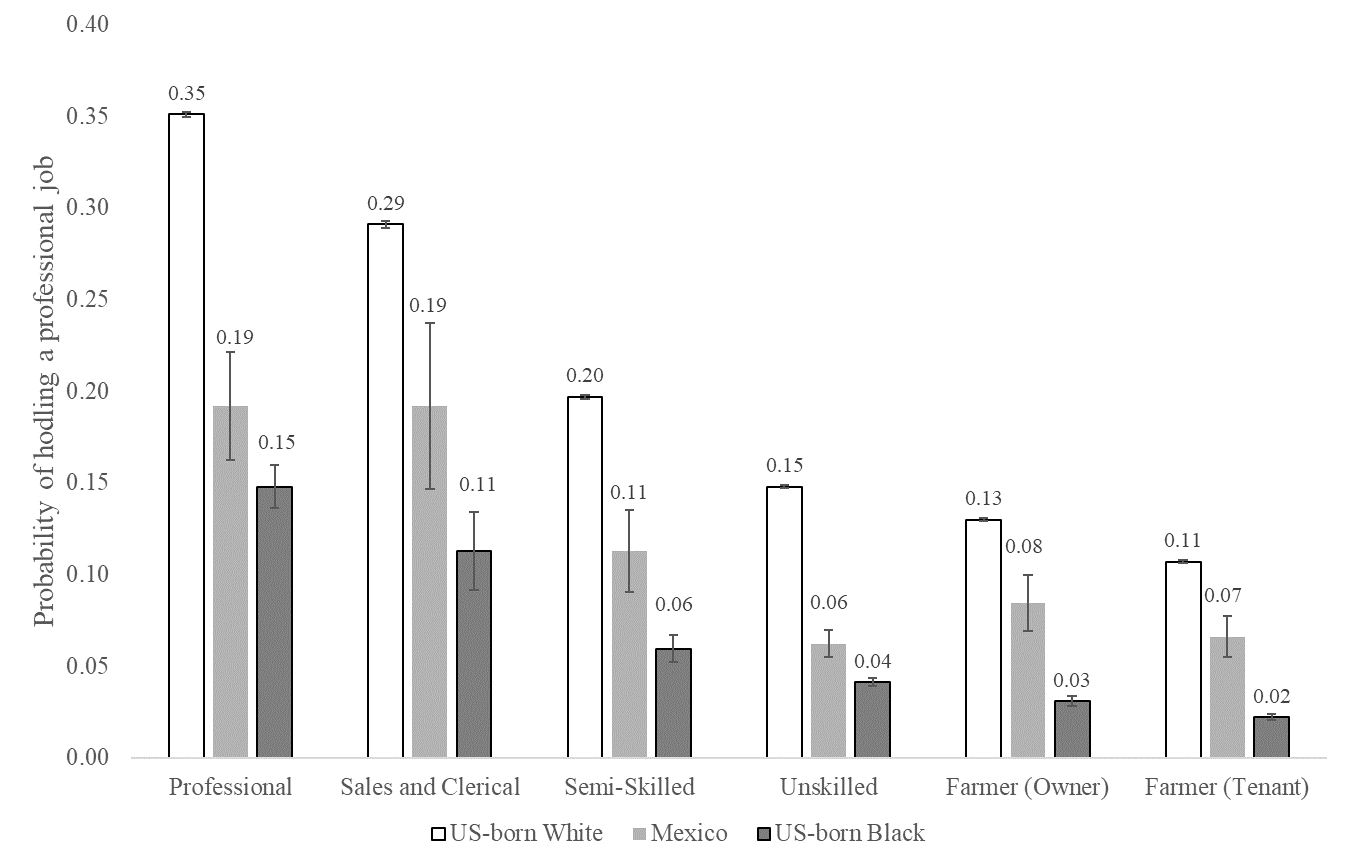 0.40
0.35
0.30
0.25
0.20
0.15
0.10
0.05
0.00
Probability of hodling a professional job
0.35
0.19
0.15
0.29
0.19
0.11
0.20
0.11
0.06
0.15
0.06
0.04
0.13
0.08
0.03
0.11
0.07
0.02
Professional
Sales and Clerical
Semi-Skilled
Unskilled
Farmer (Owner)
Farmer (Tenant)
US-born White
Mexico
US-born Black